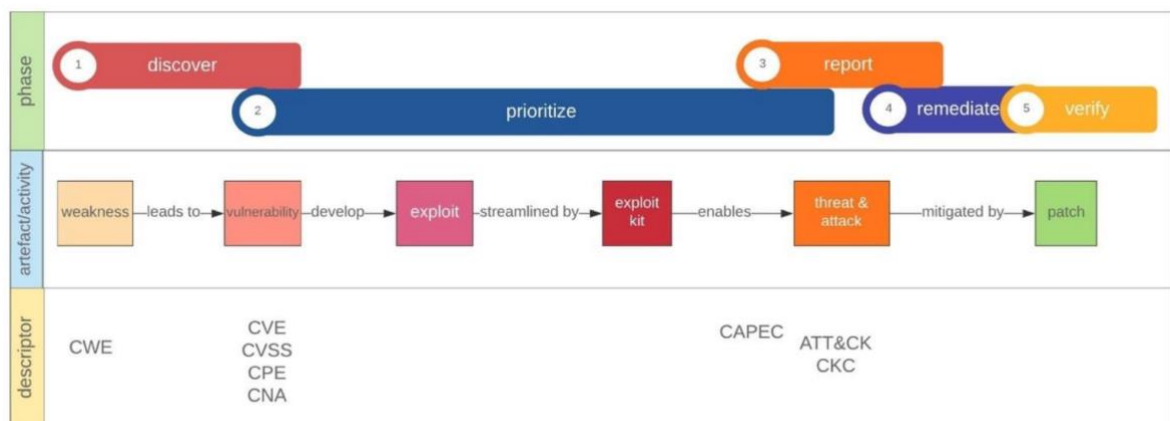 phase
1
discover
2
prioritize
3
report
4
remediate
5
verify
artefact/activity
weakness
leads to
vulnerability
develop
exploit
streamlined by
exploit
kit
enables
threat &
attack
mitigated by
patch
descriptor
CWE
CVE
CVSS
CPE
CNA
CAPEC
ATT&CK
CKC